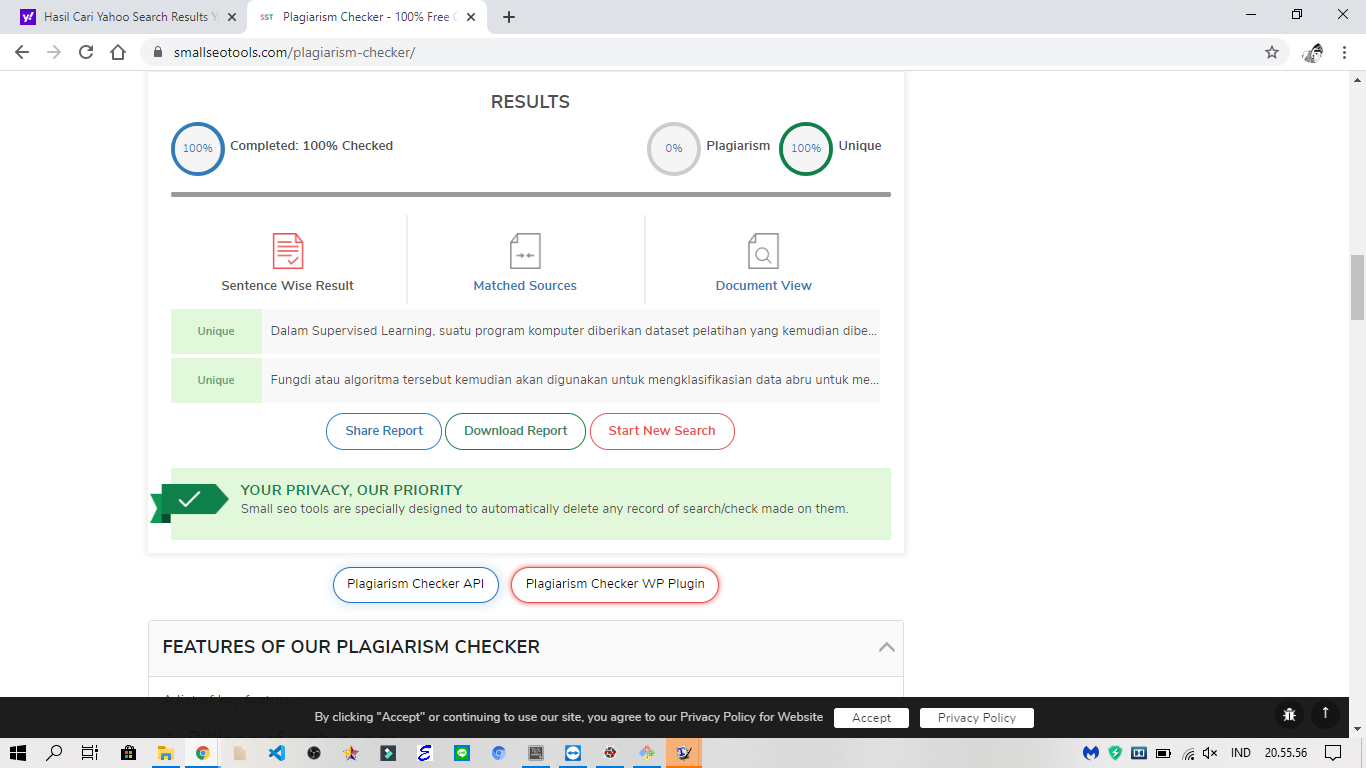 Hasil Cari Yahoo Search Results Y
SST Plagiarism Checker - 100% Free C
smallseotools.com/plagiarism-checker/
RESULTS
100% Completed: 100% Checked
0% Plagiarism 100% Unique
Sentence Wise Result
Matched Sources
Document View
Unique Dalam Supervised Learning, suatu program komputer diberikan dataset pelatihan yang kemudian dibe...
Unique Fungdi atau algoritma tersebut kemudian akan digunakan untuk mengklasifikasian data abru untuk me...
Share Report Download Report Start New Search
YOUR PRIVACY, OUR PRIORITY
Small seo tools are specially designed to automatically delete any record of search/check made on them.
Plagiarism Checker API Plagiarism Checker WP Plugin
FEATURES OF OUR PLAGIARISM CHECKER
A list of key features
By clicking "Accept" or continuing to use our site, you agree to our Privacy Policy for Website Accept Privacy Policy
IND 20.55.56